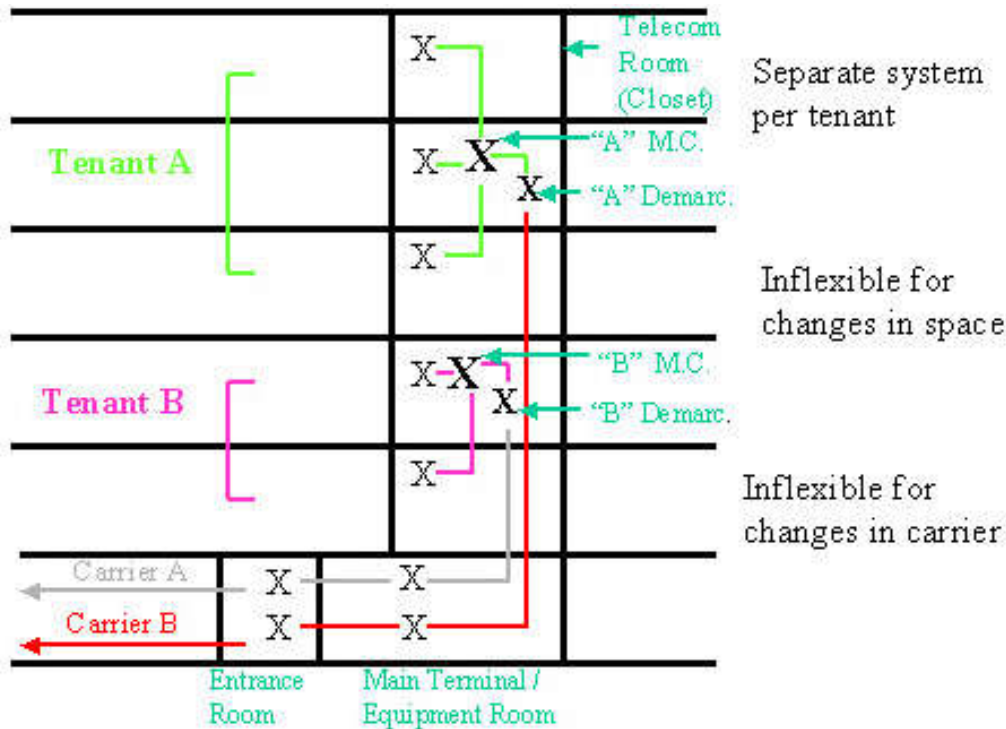 X
Telecom
Room
(Closet)
Separate system
per tenant
Tenant A
X
X
"A" M.C.
X
"A" Demarc.
X
Inflexible for
changes in space
Tenant B
X
X
"B" M.C.
X
"B" Demarc.
X
Inflexible for
changes in carrier
Carrier A
X
X
Carrier B
X
X
Entrance
Room
Main Terminal /
Equipment Room